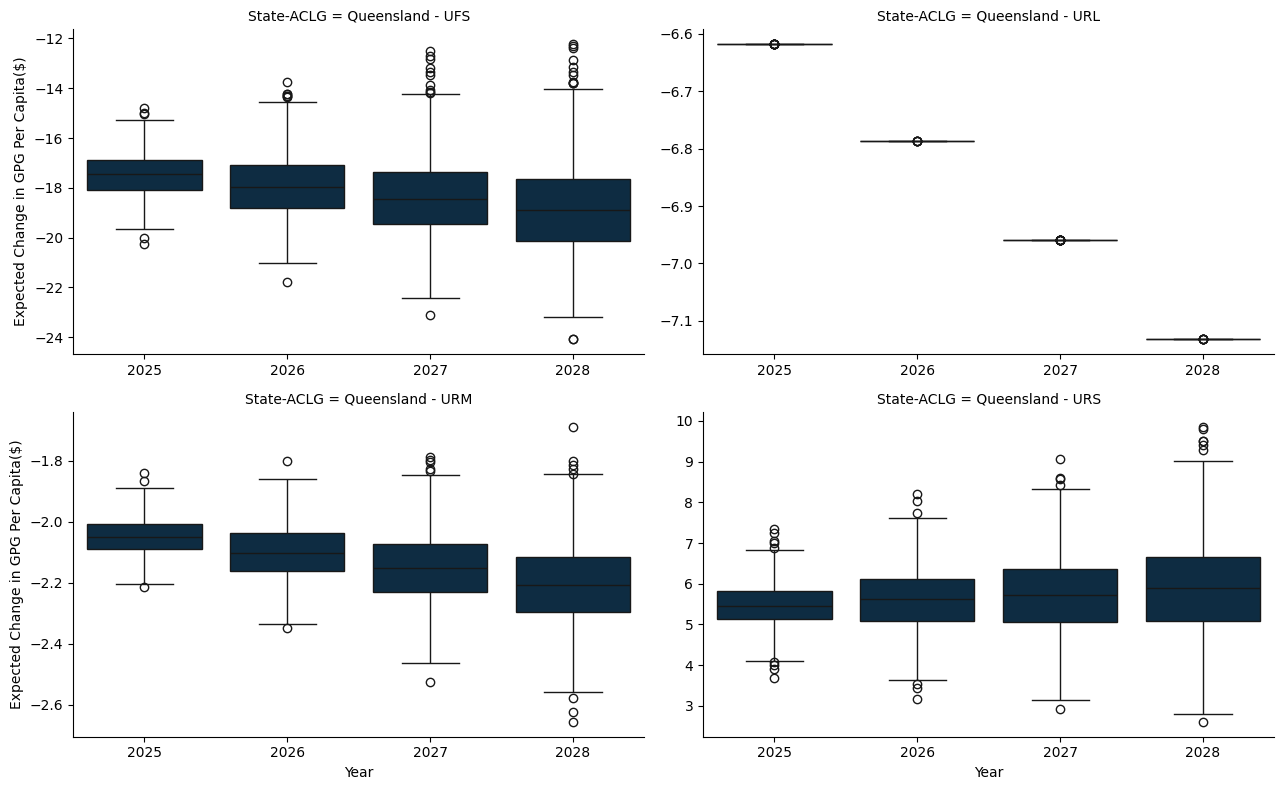 State-ACLG = Queensland - UFS
Expected Change in GPG Per Capita($)
−12
−14
−16
−18
−20
−22
−24
2025 2026 2027 2028
State-ACLG = Queensland - URL
−6.6
−6.7
−6.8
−6.9
−7.0
−7.1
2025 2026 2027 2028
State-ACLG = Queensland - URM
Expected Change in GPG Per Capita($)
−1.8
−2.0
−2.2
−2.4
−2.6
2025 2026 2027 2028
Year
State-ACLG = Queensland - URS
10
9
8
7
6
5
4
3
2025 2026 2027 2028
Year